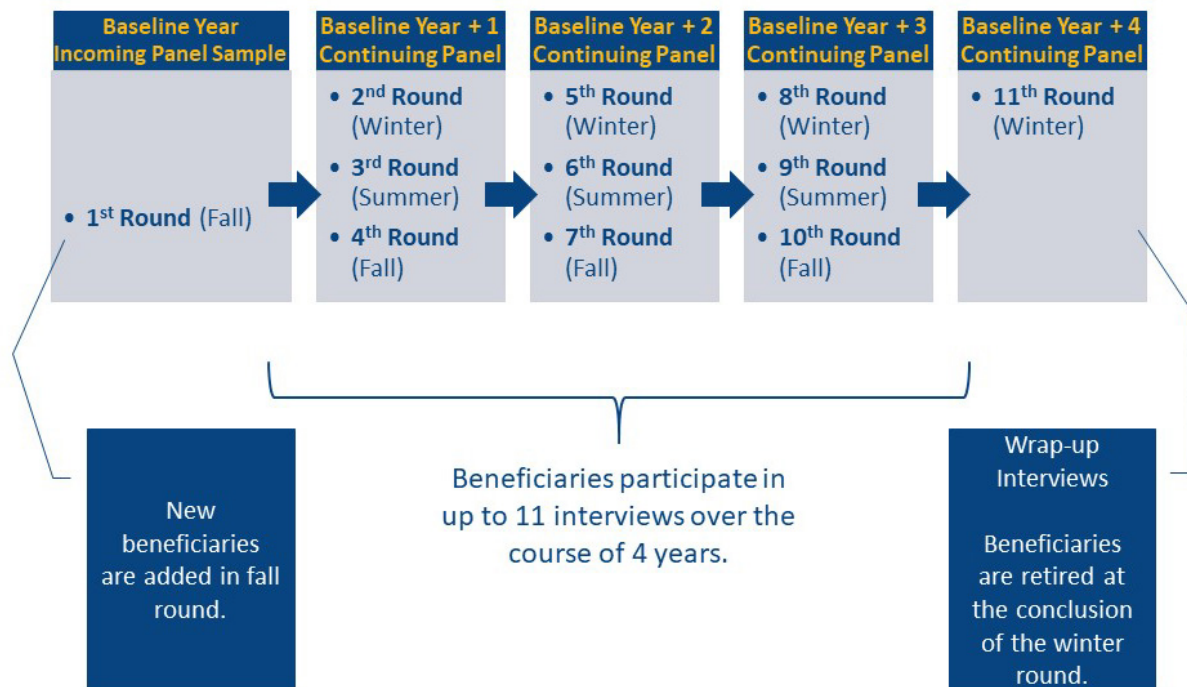 Baseline Year
Incoming Panel Sample
• 1st Round (Fall)
Baseline Year + 1
Continuing Panel
• 2nd Round
(Winter)
• 3rd Round
(Summer)
• 4th Round
(Fall)
Baseline Year + 2
Continuing Panel
• 5th Round
(Winter)
• 6th Round
(Summer)
• 7th Round
(Fall)
Baseline Year + 3
Continuing Panel
• 8th Round
(Winter)
• 9th Round
(Summer)
• 10th Round
(Fall)
Baseline Year + 4
Continuing Panel
• 11th Round
(Winter)
New
beneficiaries
are added in fall
round.
Beneficiaries participate in
up to 11 interviews over the
course of 4 years.
Wrap-up
Interviews
Beneficiaries
are retired at
the conclusion
of the winter
round.